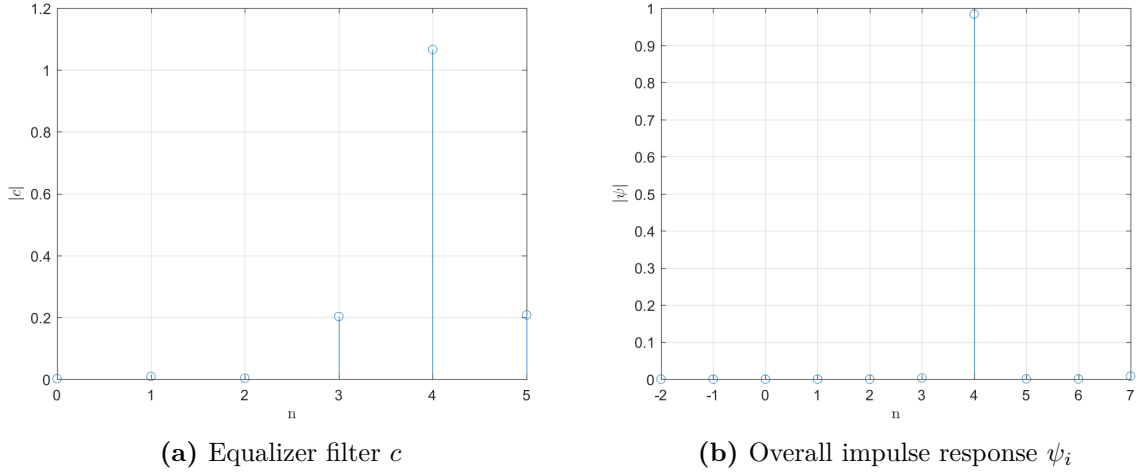 1.2
1
0.8
0.6
0.4
0.2
0
|c|
0 1 2 3 4 5
n
(a) Equalizer filter c
1
0.9
0.8
0.7
0.6
0.5
0.4
0.3
0.2
0.1
0
|ψ|
-2 -1 0 1 2 3 4 5 6 7
n
(b) Overall impulse response ψi